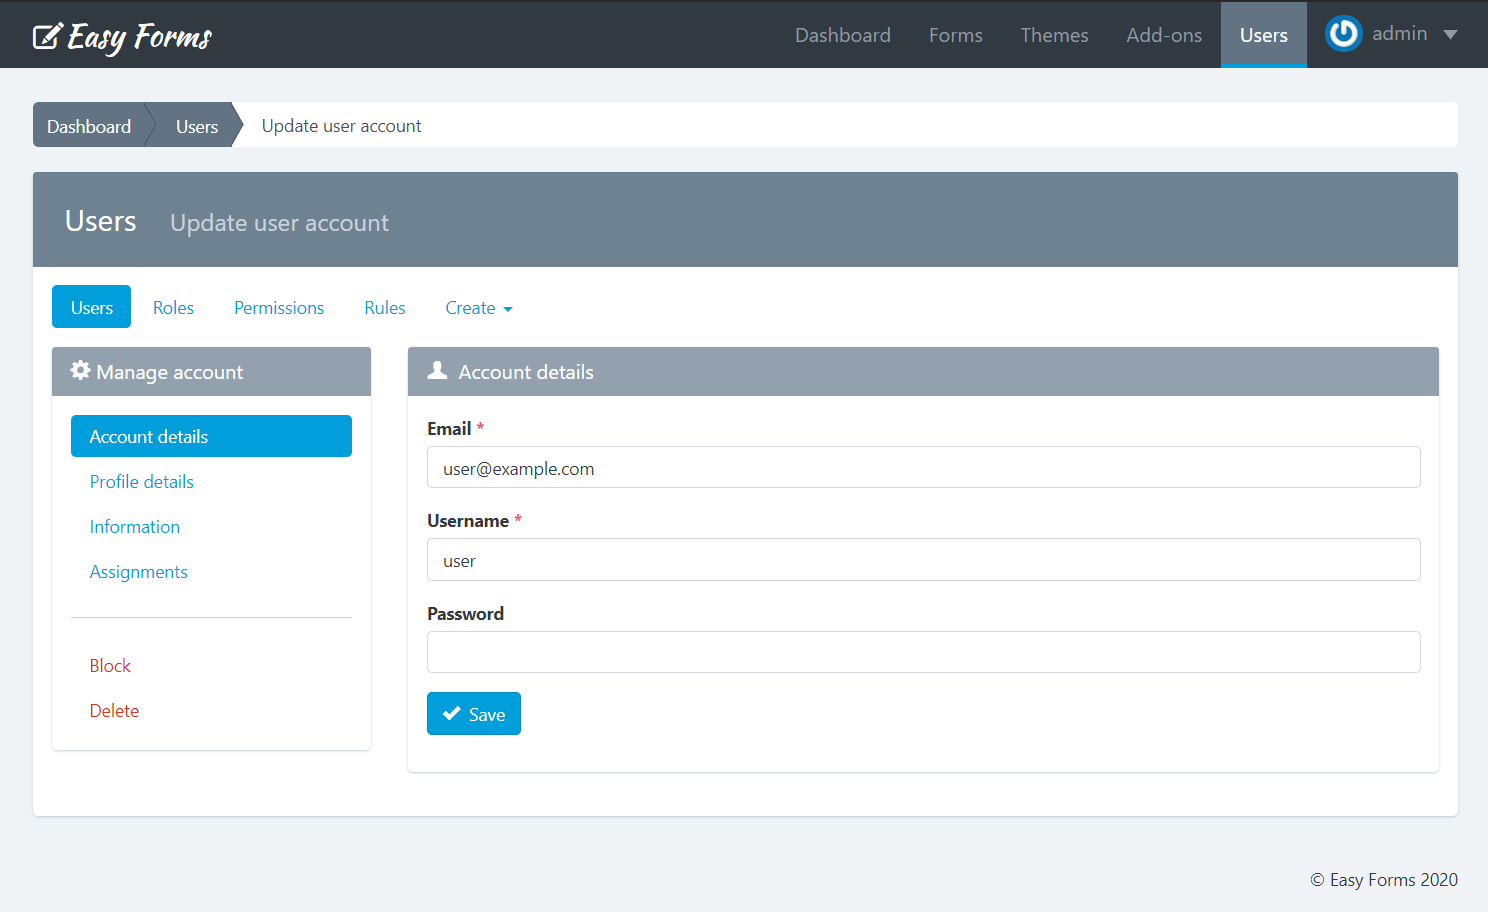 Easy Forms
Dashboard Forms Themes Add-ons Users admin
Dashboard Users Update user account
Users Update user account
Users Roles Permissions Rules Create
Manage account
Account details
Profile details
Information
Assignments
Block
Delete
Account details
Email *
user@example.com
Username *
user
Password
Save
© Easy Forms 2020